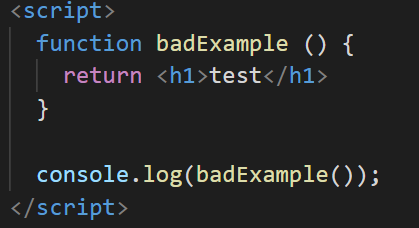 <script>
function badExample () {
return <h1>test</h1>
}
console.log(badExample());
</script>